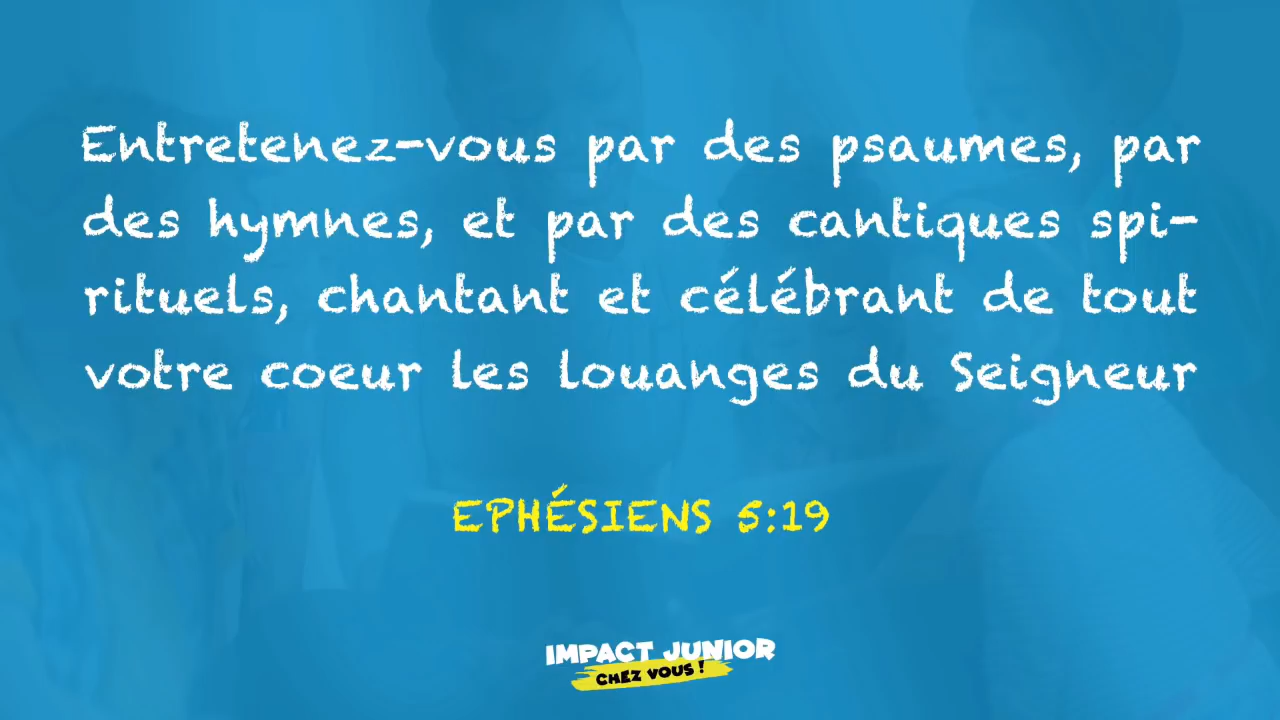 Entretenez-vous par des psaumes, par
des hymnes, et par des cantiques spi-
rituels, chantant et célébrant de tout
votre coeur les louanges du Seigneur
EPHÉSIENS 5:19
IMPACT JUNIOR
CHEZ VOUS !